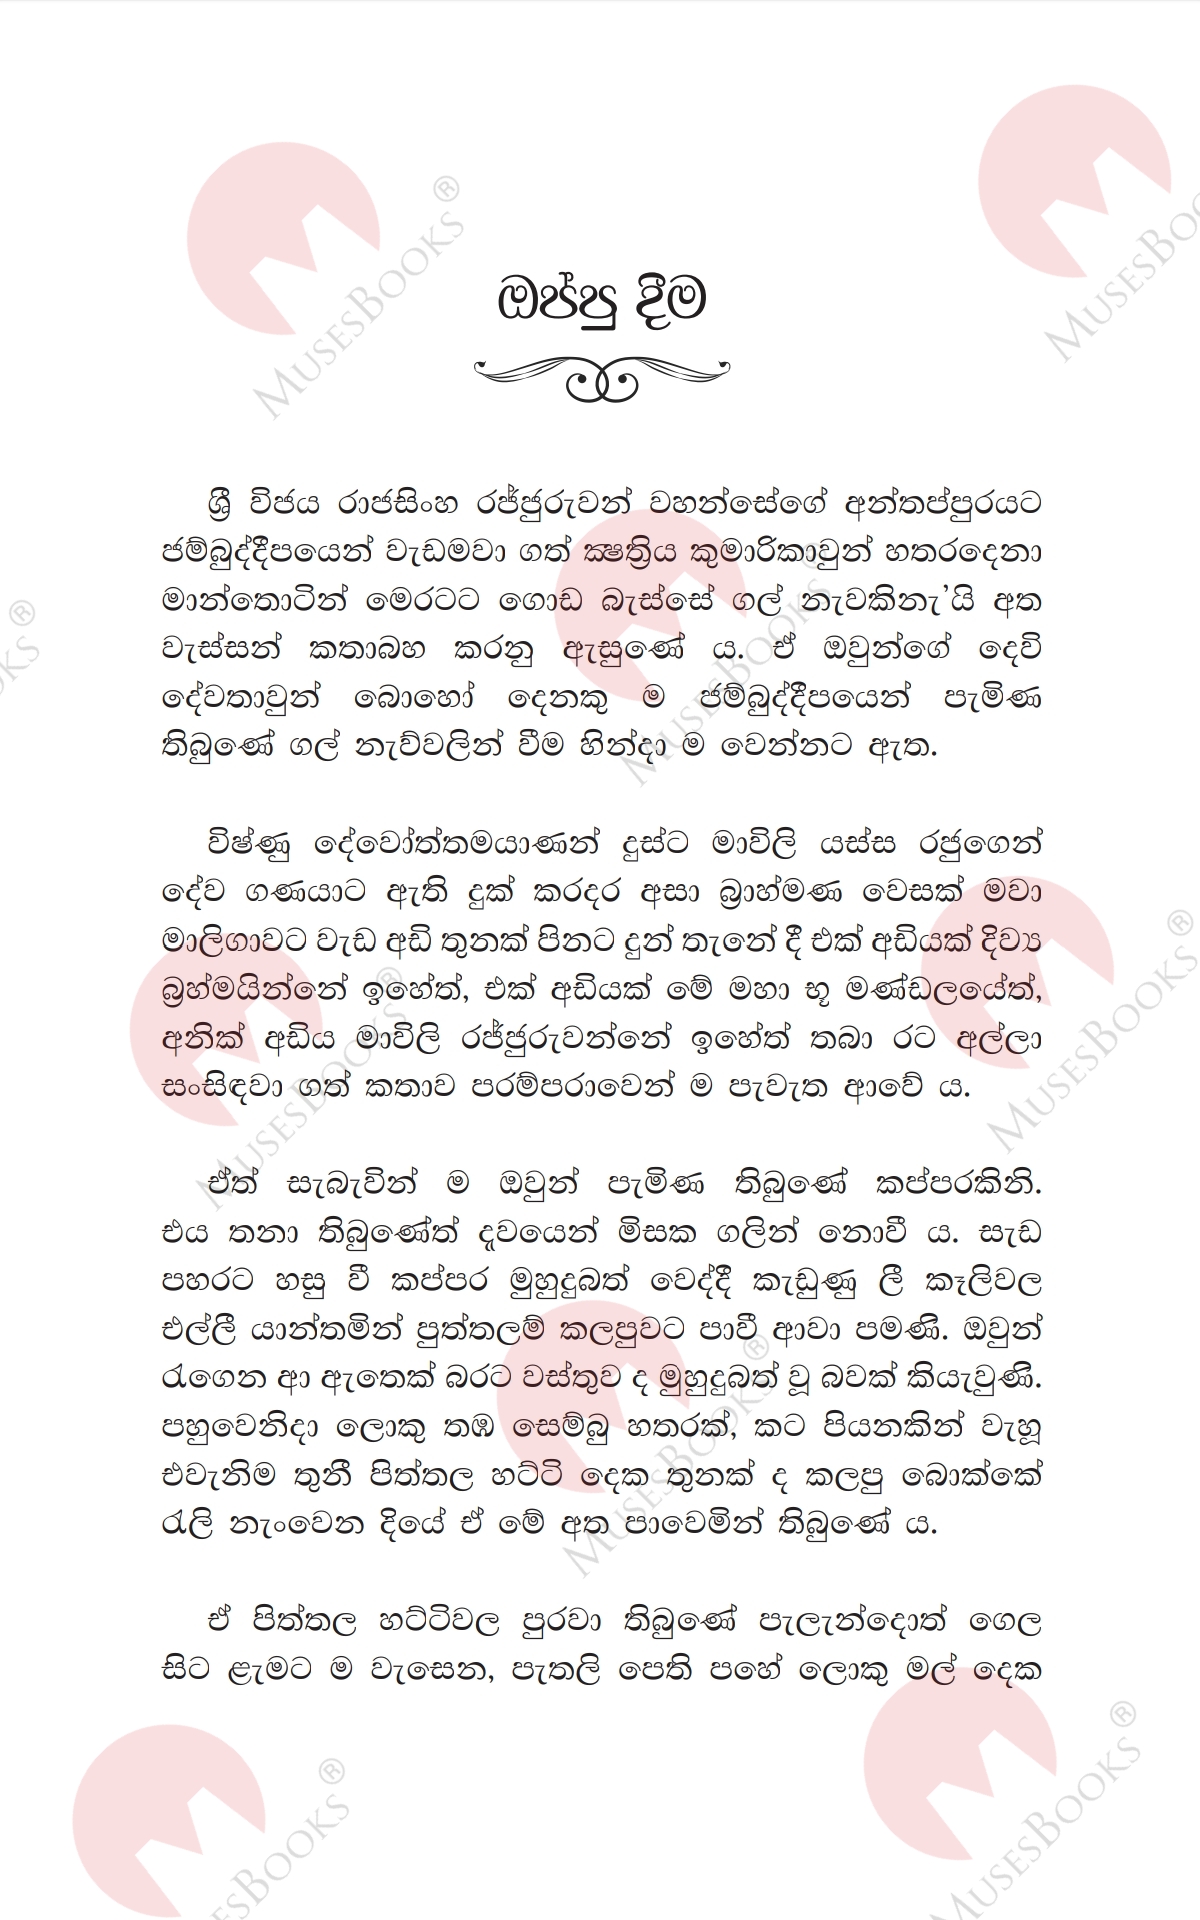 ඔප්පු දීම
ශ්‍රී විජය රාජසිංහ රජ්ජුරුවන් වහන්සේගේ අන්තප්පුරයට
ජම්බුද්දීපයෙන් වැඩමවා ගත් ක්‍ෂත්‍රිය කුමාරිකාවුන් හතරදෙනා
මාන්තොටින් මෙරටට ගොඩ බැස්සේ ගල් නැවකිනැ’යි අත
වැස්සන් කතාබහ කරනු ඇසුණේ ය. ඒ ඔවුන්ගේ දෙවි
දේවතාවුන් බොහෝ දෙනකු ම ජම්බුද්දීපයෙන් පැමිණ
තිබුණේ ගල් නැව්වලින් වීම හින්දා ම වෙන්නට ඇත.
විෂ්ණු දේවෝත්තමයාණන් දුස්ට මාවිලි යස්ස රජුගෙන්
දේව ගණයාට ඇති දුක් කරදර අසා බ්‍රාහ්මණ වෙසක් මවා
මාලිගාවට වැඩ අඩි තුනක් පිනට දුන් තැනේ දී එක් අඩියක් දිව්‍ය
බ්‍රහ්මයින්නේ ඉහේත්, එක් අඩියක් මේ මහා භූ මණ්ඩලයේත්,
අනික් අඩිය මාවිලි රජ්ජුරුවන්නේ ඉහේත් තබා රට අල්ලා
සංසිඳවා ගත් කතාව පරම්පරාවෙන් ම පැවැත ආවේ ය.
ඒත් සැබැවින් ම ඔවුන් පැමිණ තිබුණේ කප්පරකිනි.
එය තනා තිබුණේත් දැවයෙන් මිසක ගලින් නොවී ය. සැඩ
පහරට හසු වී කප්පර මුහුදුබත් වෙද්දී කැඩුණු ලී කෑලිවල
එල්ලී යාන්තමින් පුත්තලම් කලපුවට පාවී ආවා පමණි. ඔවුන්
රැගෙන ආ ඇතෙක් බරට වස්තුව ද මුහුදුබත් වූ බවක් කියැවුණි.
පහුවෙනිදා ලොකු තඹ සෙම්බු හතරක්, කට පියනකින් වැහූ
එවැනිම තුනී පිත්තල හට්ටි දෙක තුනක් ද කලපු බොක්කේ
රැලි නැංවෙන දියේ ඒ මේ අත පාවෙමින් තිබුණේ ය.
ඒ පිත්තල හට්ටිවල පුරවා තිබුණේ පැලැන්දොත් ගෙල
සිට ළැමට ම වැසෙන, පැතලි පෙති පහේ ලොකු මල් දෙක
MUSESBOOKS ®
MUSESBOOKS ®
MUSESBOOKS ®
MUSESBOOKS ®
MUSESBOOKS ®
MUSESBOOKS ®